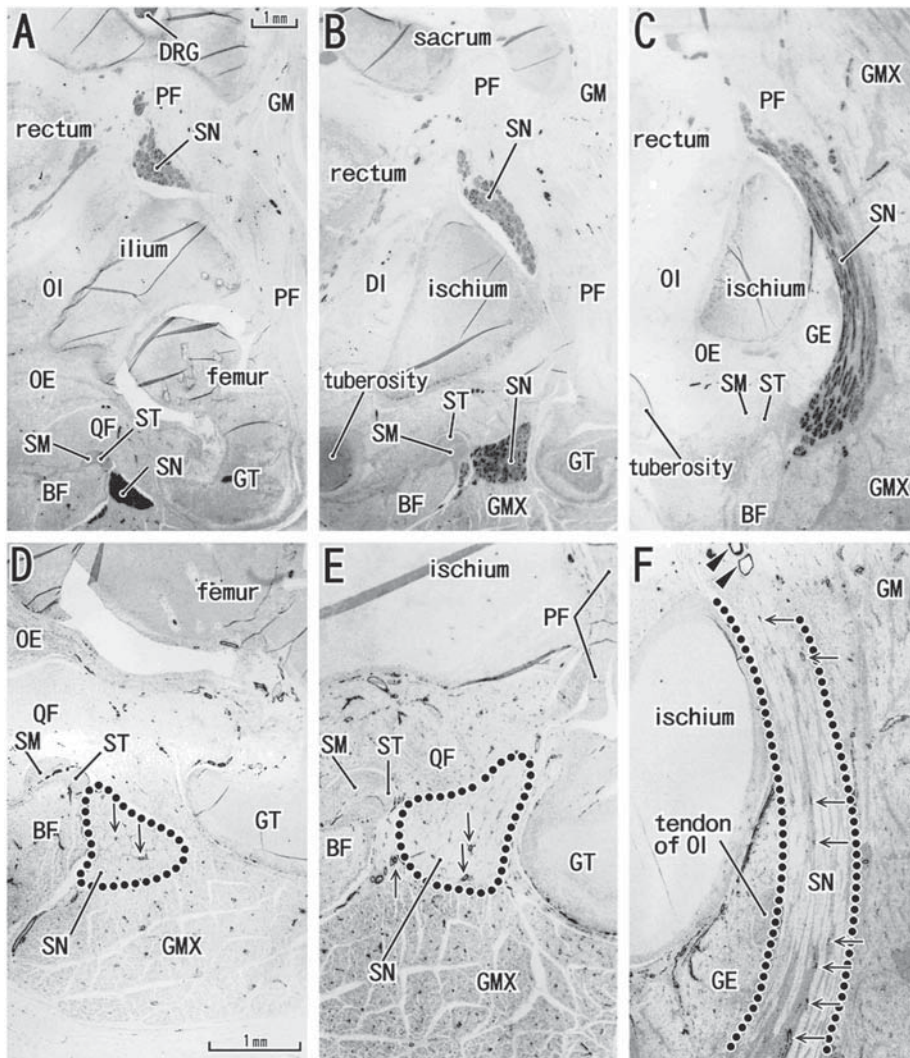 A
1mm
DRG
PF
GM
rectum
SN
ilium
OI
PF
OE
femur
QF
ST
SM
SN
BF
GT
B
sacrum
PF
GM
SN
rectum
DI
ischium
PF
tuberosity
ST
SN
SM
GT
BF
GMX
C
GMX
PF
rectum
SN
OI
ischium
GE
OE
SM
ST
tuberosity
GMX
BF
D
femur
OE
QF
SM
ST
BF
GT
SN
GMX
1mm
E
ischium
PF
SM
ST
QF
BF
GT
SN
GMX
F
GM
ischium
tendon
of OI
SN
GE